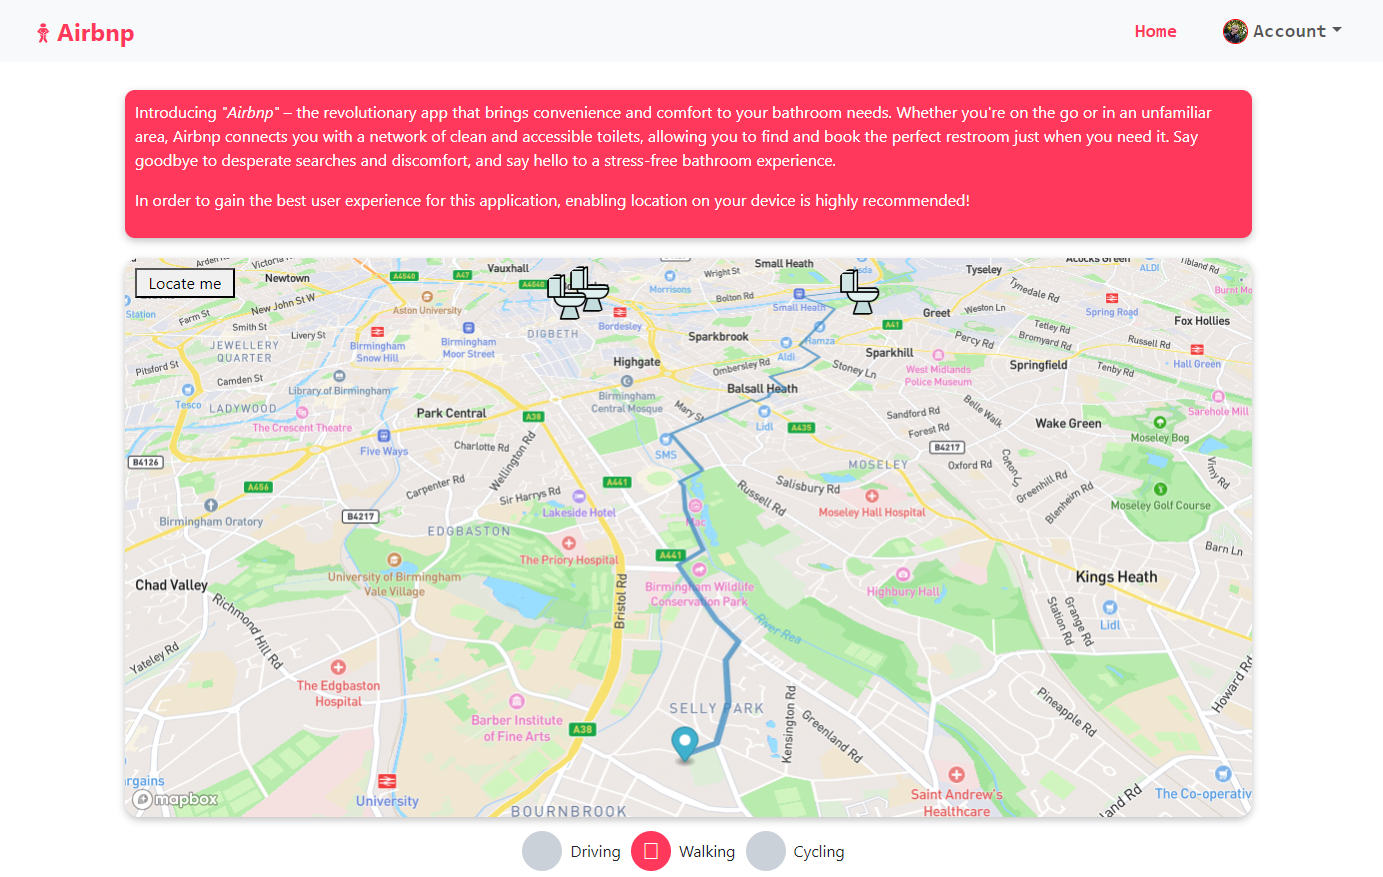 Airbnp
Home
Account
Introducing "Airbnp" – the revolutionary app that brings convenience and comfort to your bathroom needs. Whether you're on the go or in an unfamiliar
area, Airbnp connects you with a network of clean and accessible toilets, allowing you to find and book the perfect restroom just when you need it. Say
goodbye to desperate searches and discomfort, and say hello to a stress-free bathroom experience.
In order to gain the best user experience for this application, enabling location on your device is highly recommended!
Locate me
Newtown
A4540
A47
Vauxhall
A4540
Morrisons
Wright St
Small Heath
Tyseley
Acocks Green
ALDI
Tibland Rd
Station
New John St W
Farm St
Aston University
Bolton Rd
Small Heath
Tynedale Rd
Weston Ln
Spring Road
Burnt Mo
Smith St
Livery St
Birmingham
Snow Hill
Birmingham
Moor Street
DIGBETH
Bordesley
Hamza
A41
Greet
Tetley Rd
Fox Hollies
JEWELLERY
QUARTER
Sparkbrook
Percy Rd
Bromyard Rd
Russell Rd
Pitsford St
Highgate
Ombersley Rd
Aldi
Stoney Ln
Sparkhill
West Midlands
Police Museum
Springfield
Tenby Rd
Hall Green
Camden St
Library of Birmingham
Birmingham
Central Mosque
Balsall Heath
Tesco
LADYWOOD
The Crescent Theatre
Park Central
A38
Mary St
Lidl
A435
Sandford Rd
Forest Rd
Belle Walk
Wake Green
Sarehole Mill
Moseley Bog
Five Ways
Charlotte Rd
Wellington Rd
SMS
B4217
B4126
A456
Carpenter Rd
Sir Harrys Rd
A441
Salisbury Rd
MOSELEY
Oxford Rd
Cotton L
Greenhill Rd
Vimy Rd
Birmingham Oratory
B4217
Lakeside Hotel
Mac
Russell Rd
Moseley Hall Hospital
Blenheim Rd
Moseley Golf Course
EDGBASTON
The Priory Hospital
A441
Barn Ln
Chad Valley
University of Birmingham
Vale Village
Bristol Rd
Birmingham Wildlife
Conservation Park
Highbury Hall
Kings Heath
Richmond Hill Rd
River Rea
Station Rd
Grange Rd
Lidl
Yateley Rd
The Edgbaston
Hospital
SELLY PARK
Kensington Rd
Pineapple Rd
Howard Rd
Barber Institute
of Fine Arts
A38
Greenland Rd
rgains
mapbox
University
BOURNBROOK
Saint Andrew's
Healthcare
land Rd
The Co-operativ
Driving
Walking
Cycling